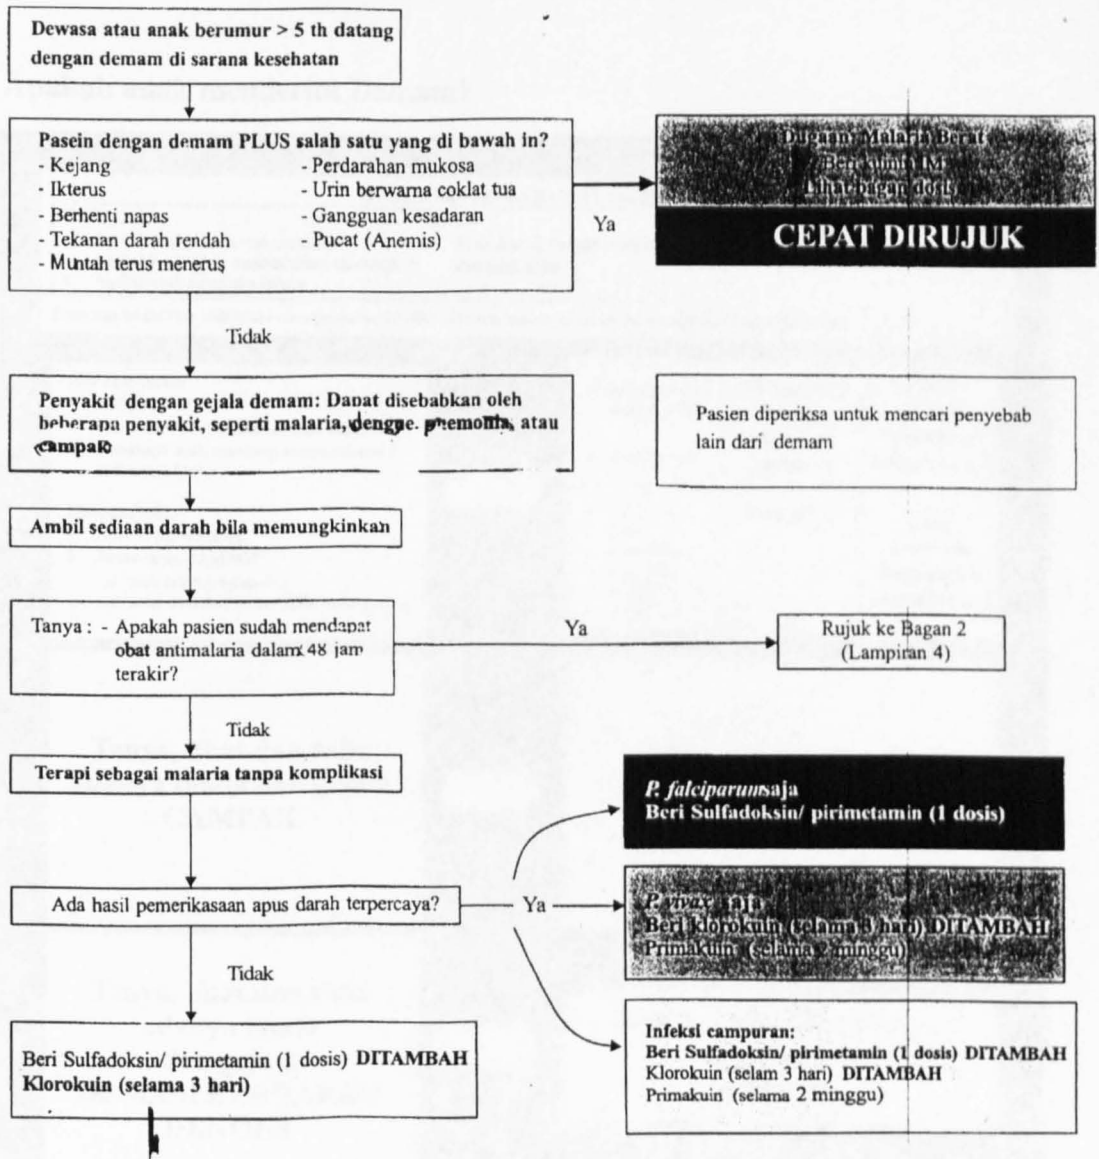 Dewasa atau anak berumur > 5 th datang
dengan demam di sarana kesehatan
Pasein dengan demam PLUS salah satu yang di bawah in?
- Kejang
- Ikterus
- Berhenti napas
- Tekanan darah rendah
- Muntah terus menerus
- Perdarahan mukosa
- Urin berwarna coklat tua
- Gangguan kesadaran
- Pucat (Anemis)
Ya
Dugaan Malaria Berat
Beri kinin IM
Lihat bagan dosis
CEPAT DIRUJUK
Tidak
Penyakit dengan gejala demam: Dapat disebabkan oleh
beberapa penyakit, seperti malaria, dengue. pnemonia, atau
campak
Pasien diperiksa untuk mencari penyebab
lain dari demam
Ambil sediaan darah bila memungkinkan
Tanya : - Apakah pasien sudah mendapat
obat antimalaria dalam 48 jam
terakir?
Ya
Rujuk ke Bagan 2
(Lampiran 4)
Tidak
Terapi sebagai malaria tanpa komplikasi
P. falciparum saja
Beri Sulfadoksin/ pirimetamin (1 dosis)
Ada hasil pemerikasaan apus darah terpercaya?
Ya
P. vivax saja
Beri klorokuin (selama 3 hari) DITAMBAH
Primakuin (selama 2 minggu)
Tidak
Infeksi campuran:
Beri Sulfadoksin/ pirimetamin (1 dosis) DITAMBAH
Klorokuin (selam 3 hari) DITAMBAH
Primakuin (selama 2 minggu)
Beri Sulfadoksin/ pirimetamin (1 dosis) DITAMBAH
Klorokuin (selama 3 hari)